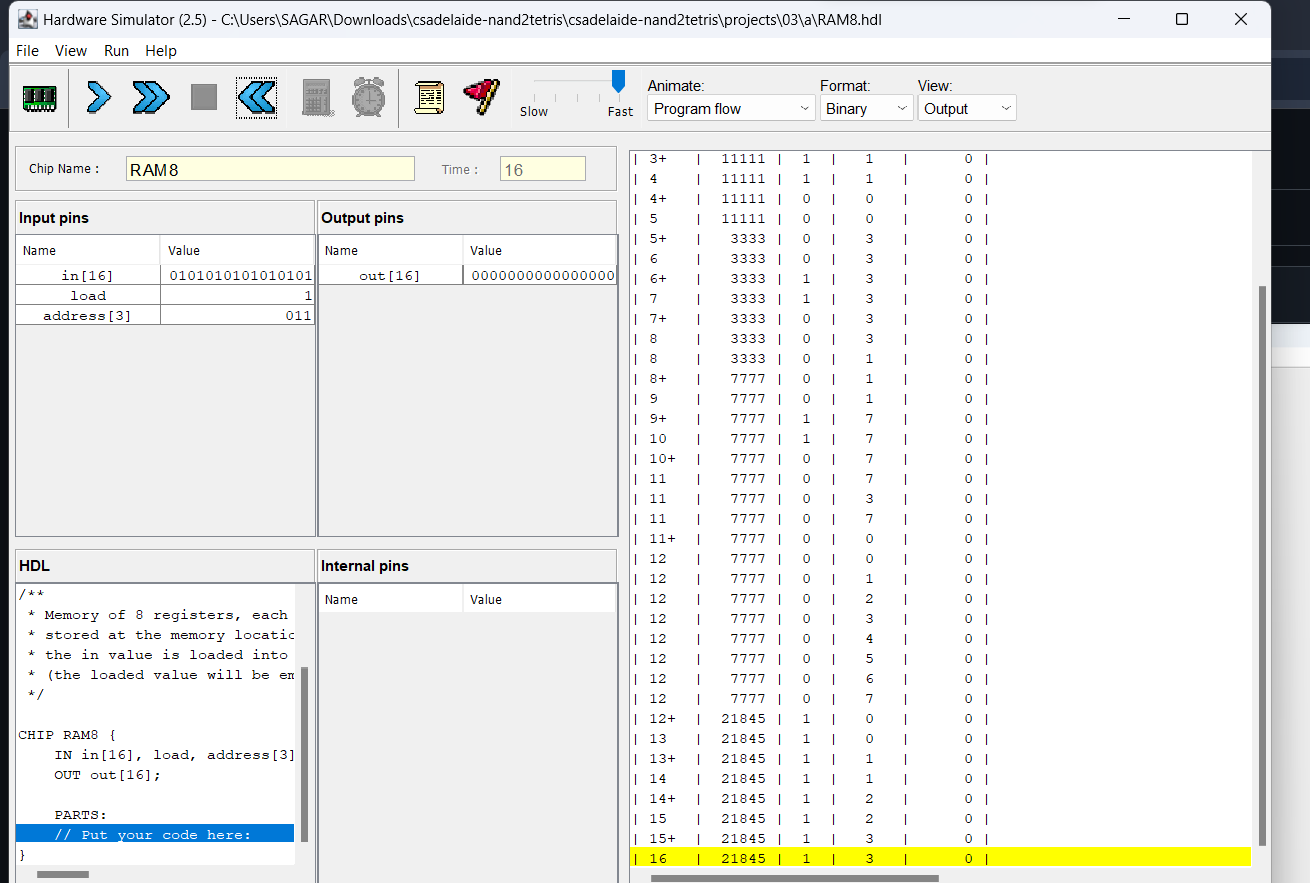 Hardware Simulator (2.5) - C:\Users\SAGAR\Downloads\csadelaide-nand2tetris\csadelaide-nand2tetris\projects\03\a\RAM8.hdl
File View Run Help
Slow Fast
Animate: Format: View:
Program flow Binary Output
Chip Name : RAM8 Time : 16
Input pins
Name Value
in[16] 0101010101010101
load 1
address[3] 011
Output pins
Name Value
out[16] 0000000000000000
HDL
/**
* Memory of 8 registers, each
* stored at the memory locatio
* the in value is loaded into
* (the loaded value will be em
*/
CHIP RAM8 {
IN in[16], load, address[3]
OUT out[16];
PARTS:
// Put your code here:
}
Internal pins
Name Value
| 3+ | 11111 | 1 | 1 | 0 |
| 4 | 11111 | 1 | 1 | 0 |
| 4+ | 11111 | 0 | 0 | 0 |
| 5 | 11111 | 0 | 0 | 0 |
| 5+ | 3333 | 0 | 3 | 0 |
| 6 | 3333 | 0 | 3 | 0 |
| 6+ | 3333 | 1 | 3 | 0 |
| 7 | 3333 | 1 | 3 | 0 |
| 7+ | 3333 | 0 | 3 | 0 |
| 8 | 3333 | 0 | 3 | 0 |
| 8 | 3333 | 0 | 1 | 0 |
| 8+ | 7777 | 0 | 1 | 0 |
| 9 | 7777 | 0 | 1 | 0 |
| 9+ | 7777 | 1 | 7 | 0 |
| 10 | 7777 | 1 | 7 | 0 |
| 10+ | 7777 | 0 | 7 | 0 |
| 11 | 7777 | 0 | 7 | 0 |
| 11 | 7777 | 0 | 3 | 0 |
| 11 | 7777 | 0 | 7 | 0 |
| 11+ | 7777 | 0 | 0 | 0 |
| 12 | 7777 | 0 | 0 | 0 |
| 12 | 7777 | 0 | 1 | 0 |
| 12 | 7777 | 0 | 2 | 0 |
| 12 | 7777 | 0 | 3 | 0 |
| 12 | 7777 | 0 | 4 | 0 |
| 12 | 7777 | 0 | 5 | 0 |
| 12 | 7777 | 0 | 6 | 0 |
| 12 | 7777 | 0 | 7 | 0 |
| 12+ | 21845 | 1 | 0 | 0 |
| 13 | 21845 | 1 | 0 | 0 |
| 13+ | 21845 | 1 | 1 | 0 |
| 14 | 21845 | 1 | 1 | 0 |
| 14+ | 21845 | 1 | 2 | 0 |
| 15 | 21845 | 1 | 2 | 0 |
| 15+ | 21845 | 1 | 3 | 0 |
| 16 | 21845 | 1 | 3 | 0 |